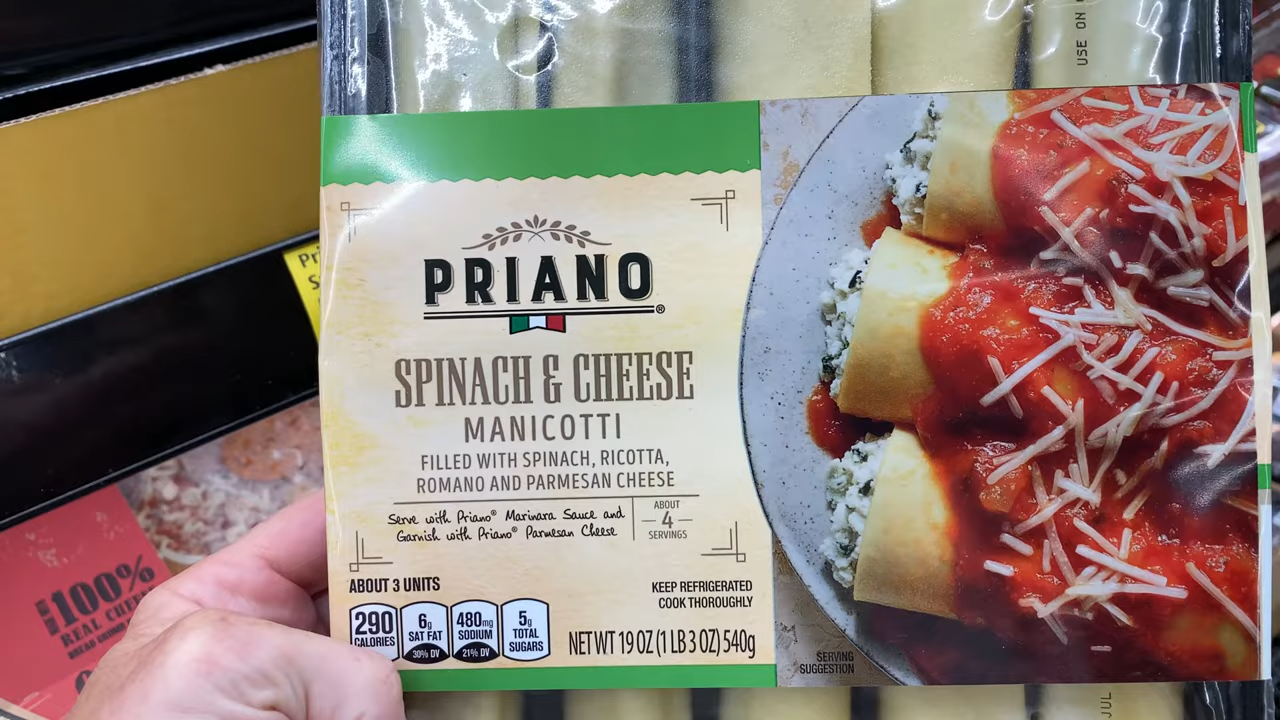 USE ON
Pri
S
PRIANO®
SPINACH & CHEESE
MANICOTTI
FILLED WITH SPINACH, RICOTTA,
ROMANO AND PARMESAN CHEESE
Serve with Priano® Marinara Sauce and
Garnish with Priano® Parmesan Cheese
ABOUT
4
SERVINGS
ABOUT 3 UNITS
290
CALORIES
6g
SAT FAT
30% DV
480mg
SODIUM
21% DV
5g
TOTAL
SUGARS
KEEP REFRIGERATED
COOK THOROUGHLY
NET WT 19 OZ (1 LB 3 OZ) 540g
SERVING
SUGGESTION
100%
REAL CHEE
JUL